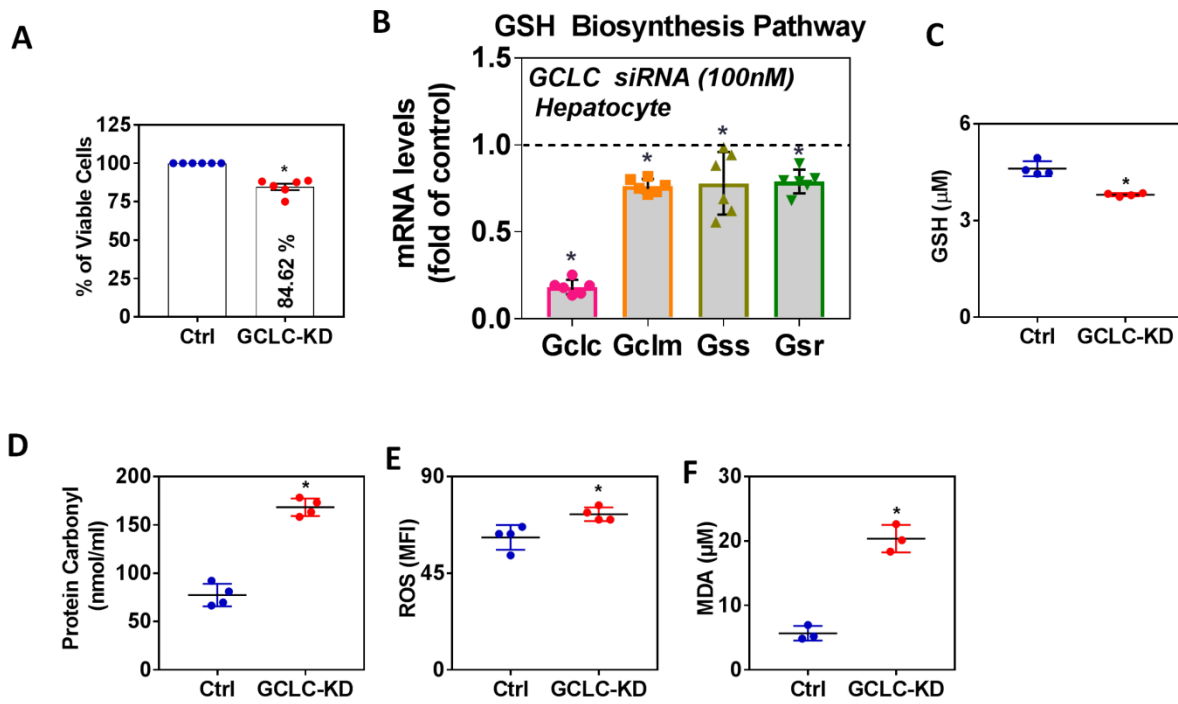 A
% of Viable Cells
125
100
75
50
25
0
*
84.62 %
Ctrl
GCLC-KD
B
GSH Biosynthesis Pathway
mRNA levels
(fold of control)
1.5
1.0
0.5
0.0
GCLC siRNA (100nM)
Hepatocyte
*
*
*
*
Gclc
Gclm
Gss
Gsr
C
GSH (µM)
6
3
0
*
Ctrl
GCLC-KD
D
Protein Carbonyl
(nmol/ml)
200
150
100
50
0
*
Ctrl
GCLC-KD
E
ROS (MFI)
90
45
0
*
Ctrl
GCLC-KD
F
MDA (µM)
30
20
10
0
*
Ctrl
GCLC-KD